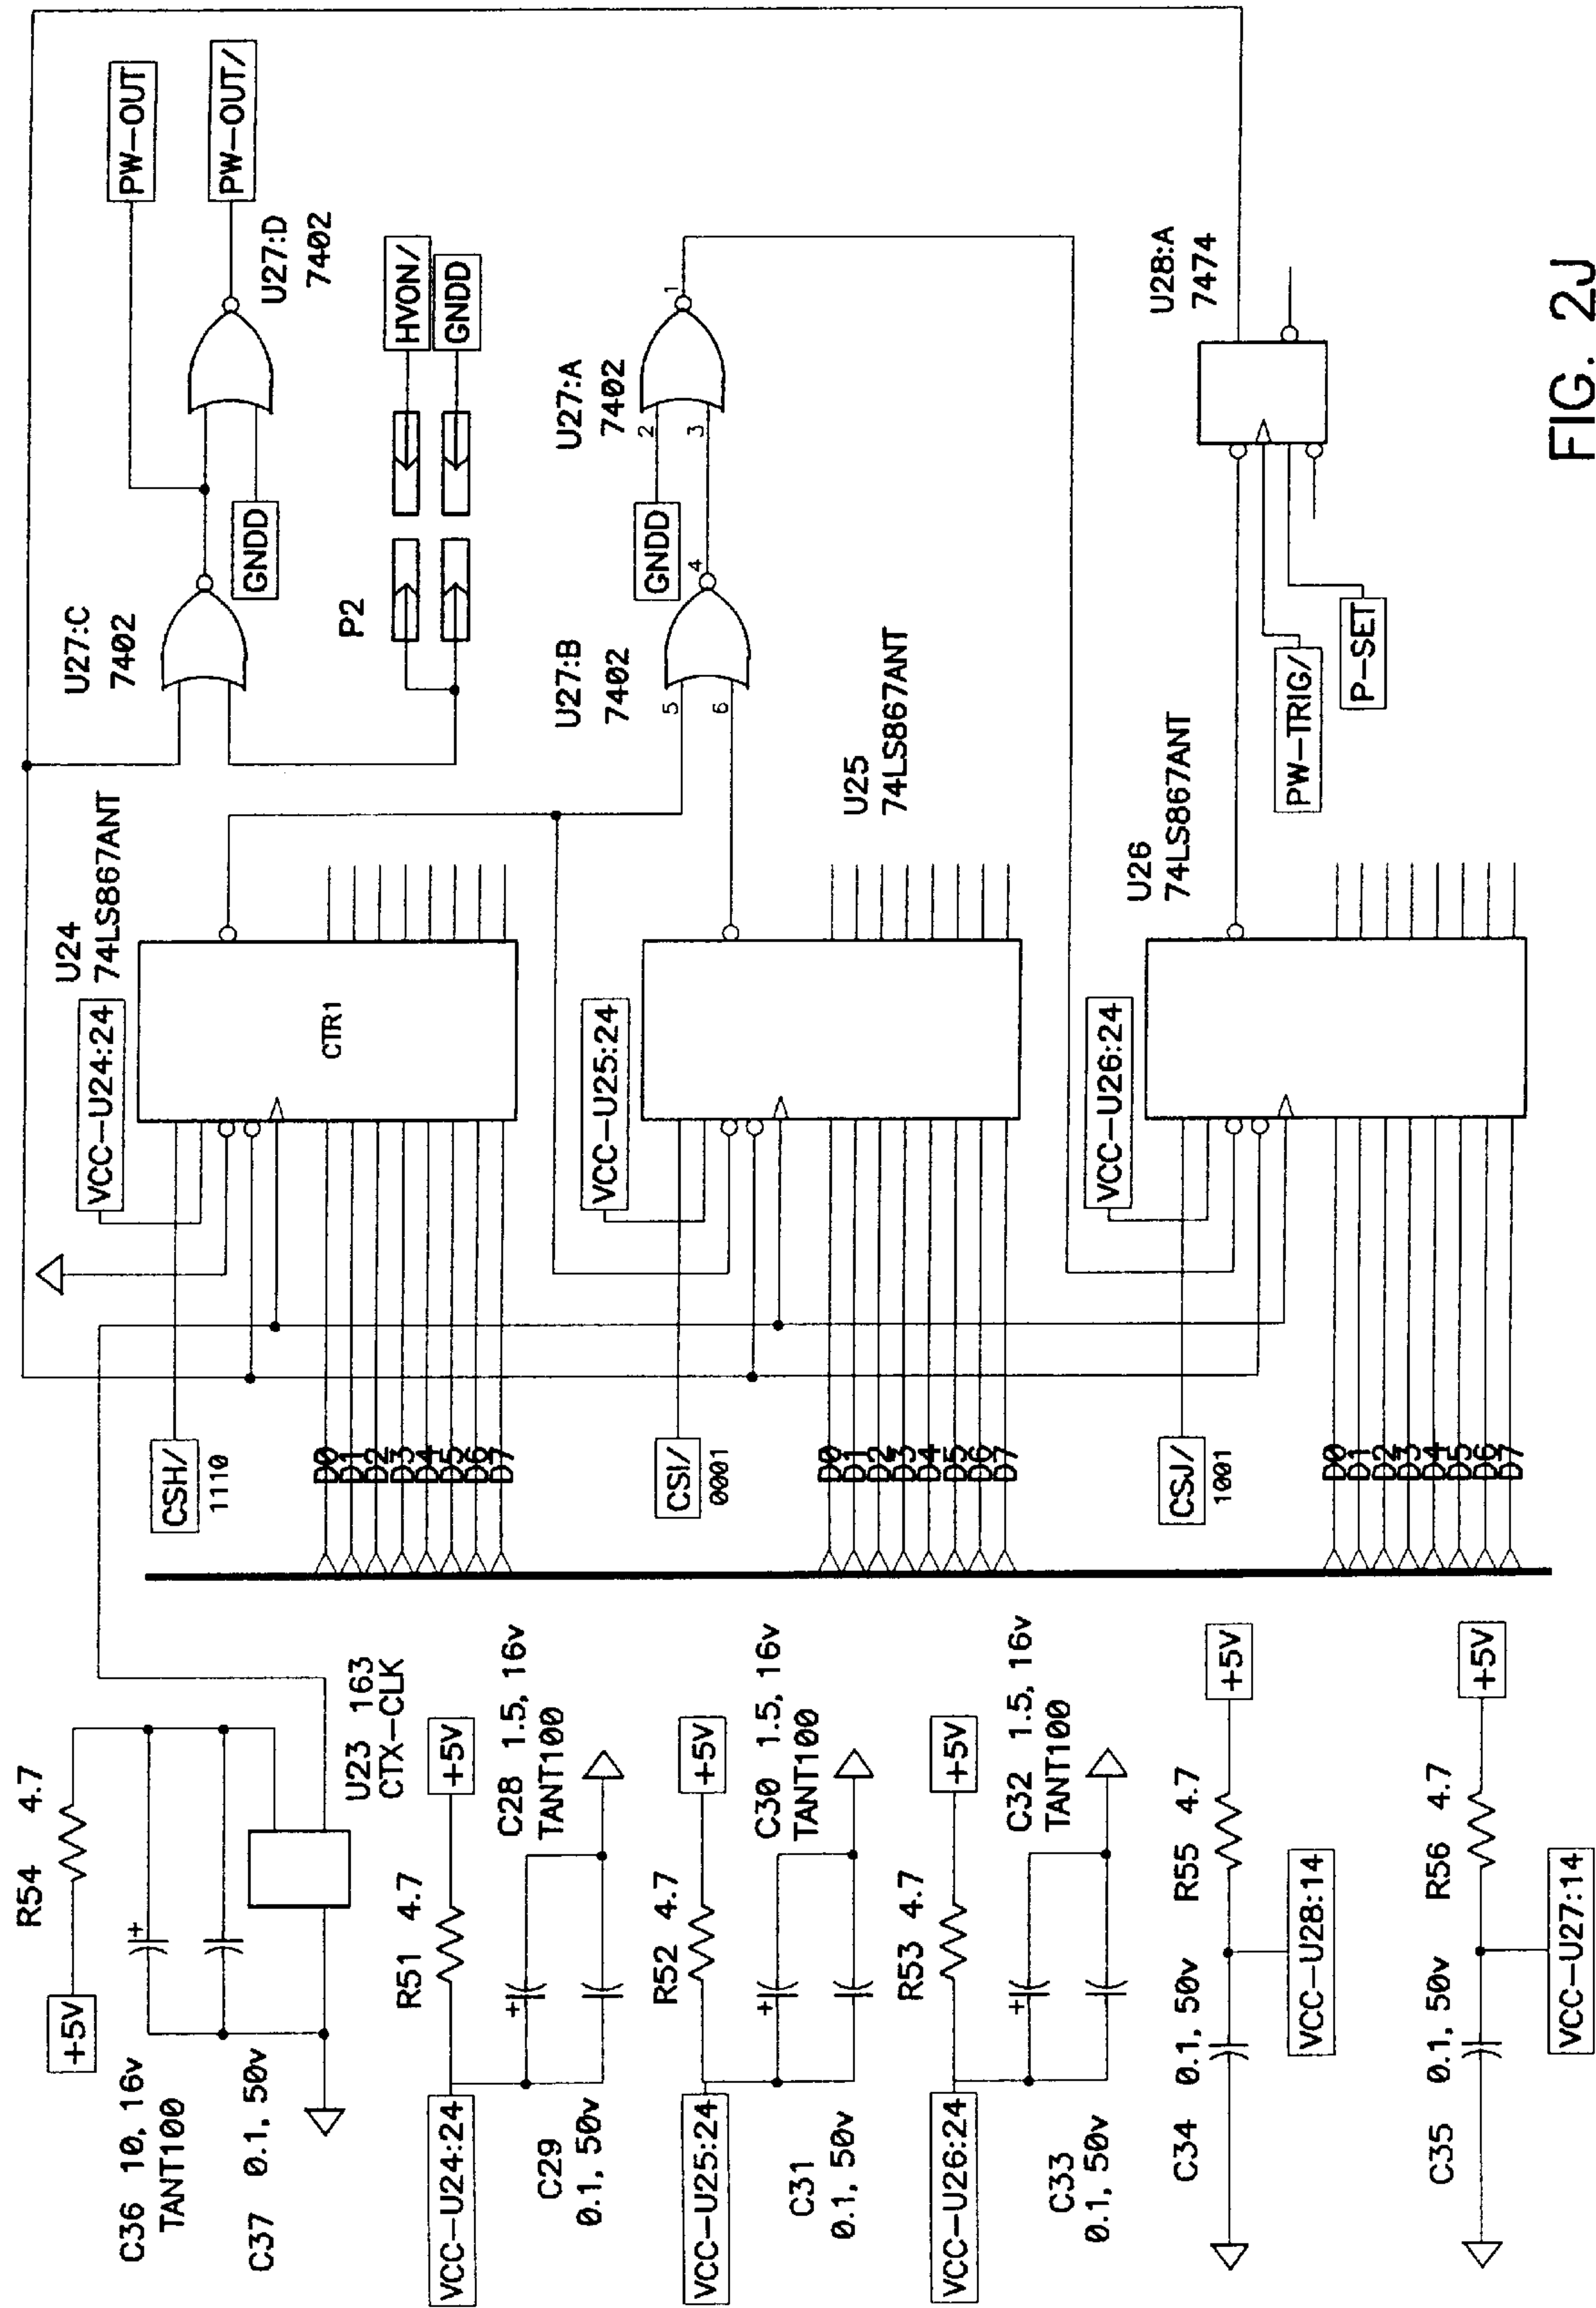 R54 4.7
+5V
C36 10, 16v
TANT100
C37 0.1, 50v
U23 163
CTX-CLK
R51 4.7
+5V
VCC-U24:24
C28 1.5, 16v
TANT100
C29
0.1, 50v
R52 4.7
+5V
VCC-U25:24
C30 1.5, 16v
TANT100
C31
0.1, 50v
R53 4.7
+5V
VCC-U26:24
C32 1.5, 16v
TANT100
C33
0.1, 50v
C34 0.1, 50v
R55 4.7
+5V
VCC-U28:14
C35 0.1, 50v
R56 4.7
+5V
VCC-U27:14
U24
74LS867ANT
VCC-U24:24
CTR1
CSH/
1110
D0
D1
D2
D3
D4
D5
D6
D7
U25
74LS867ANT
VCC-U25:24
CSI/
0001
D0
D1
D2
D3
D4
D5
D6
D7
U26
74LS867ANT
VCC-U26:24
CSJ/
1001
D0
D1
D2
D3
D4
D5
D6
D7
U27:C
7402
GNDD
U27:D
7402
PW-OUT
PW-OUT/
P2
HVON/
GNDD
U27:B
7402
5
6
4
GNDD
U27:A
7402
2
3
1
PW-TRIG/
P-SET
U28:A
7474
FIG. 2J